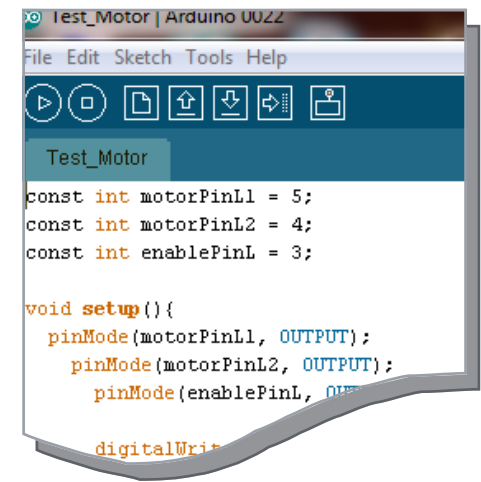 Test_Motor | Arduino 0022
File Edit Sketch Tools Help
Test_Motor
const int motorPinL1 = 5;
const int motorPinL2 = 4;
const int enablePinL = 3;
void setup(){
pinMode(motorPinL1, OUTPUT);
pinMode(motorPinL2, OUTPUT);
pinMode(enablePinL,
digitalWrit